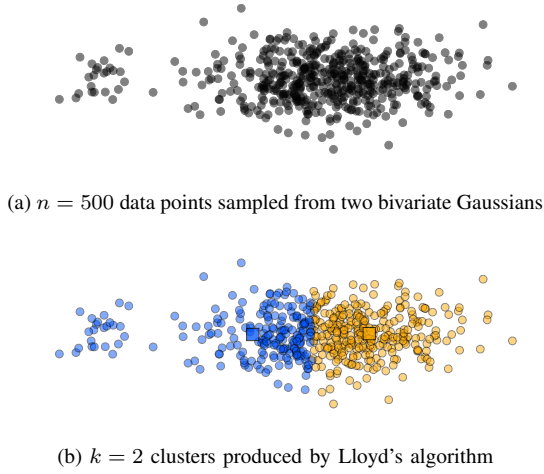 (a) n = 500 data points sampled from two bivariate Gaussians
(b) k = 2 clusters produced by Lloyd's algorithm